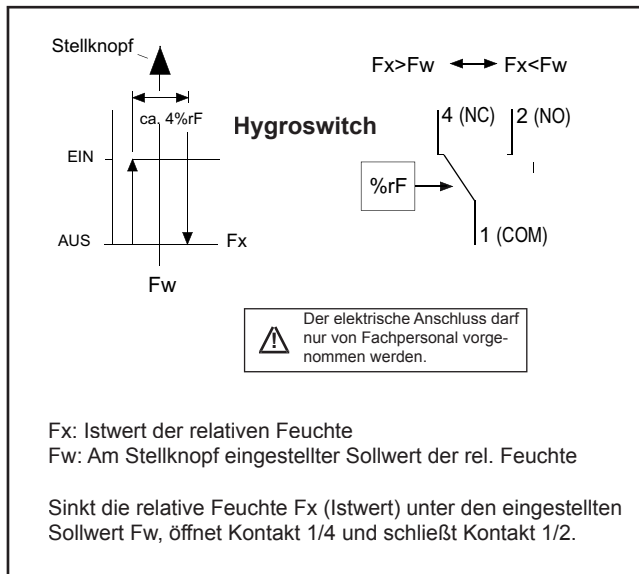 Stellknopf
ca. 4%rF
EIN
AUS
Fx
Fw
Hygroswitch
Fx>Fw Fx<Fw
4 (NC) 2 (NO)
%rF
1 (COM)
Der elektrische Anschluss darf
nur von Fachpersonal vorge-
nommen werden.
Fx: Istwert der relativen Feuchte
Fw: Am Stellknopf eingestellter Sollwert der rel. Feuchte
Sinkt die relative Feuchte Fx (Istwert) unter den eingestellten
Sollwert Fw, öffnet Kontakt 1/4 und schließt Kontakt 1/2.